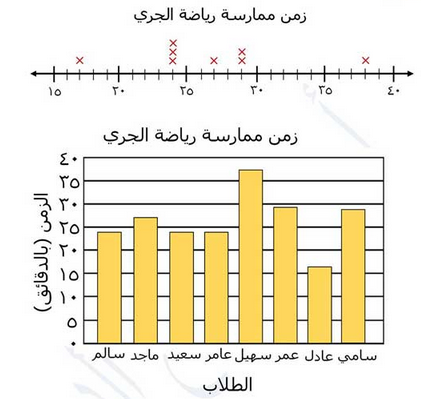 زمن ممارسة رياضة الجري
١٥ ٢٠ ٢٥ ٣٠ ٣٥ ٤٠
زمن ممارسة رياضة الجري
الزمن (بالدقائق)
٤٠
٣٥
٣٠
٢٥
٢٠
١٥
١٠
٥
٠
سالم ماجد سعيد عامر سهيل عمر عادل سامي
الطلاب